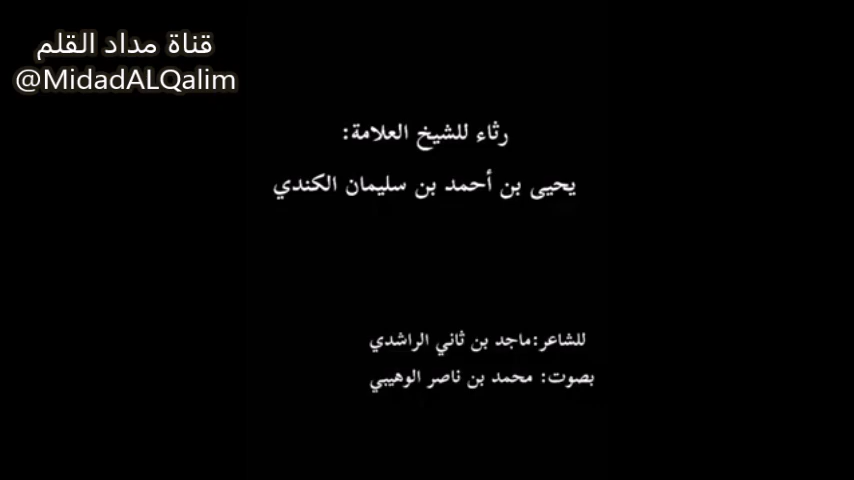 قناة مداد القلم
@MidadALQalim
رثاء للشيخ العلامة:
يحيى بن أحمد بن سليمان الكندي
للشاعر:ماجد بن ثاني الراشدي
بصوت: محمد بن ناصر الوهيبي